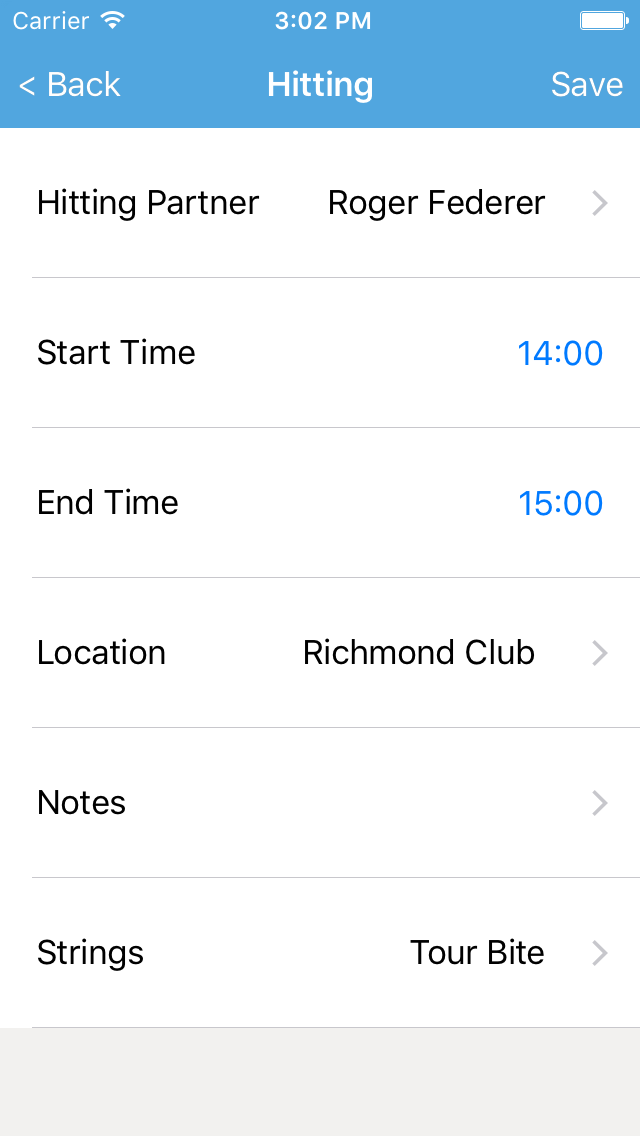 Carrier 3:02 PM
< Back Hitting Save
Hitting Partner Roger Federer
Start Time 14:00
End Time 15:00
Location Richmond Club
Notes
Strings Tour Bite